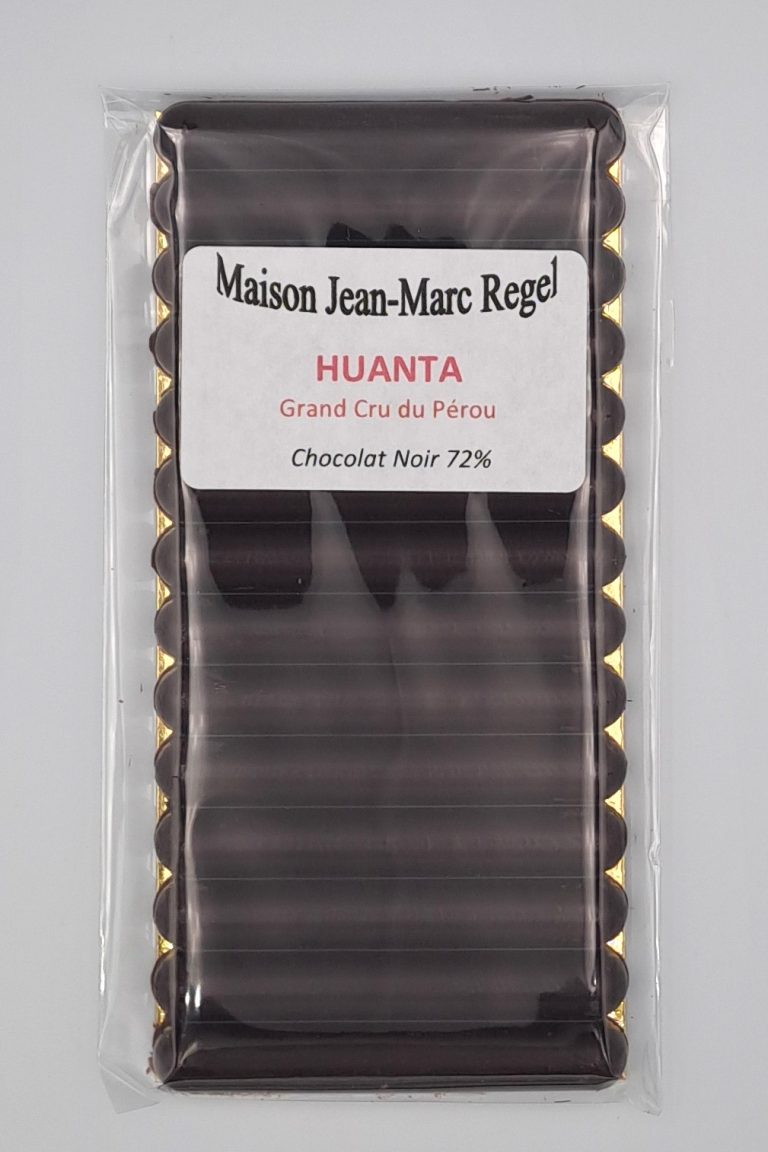 Maison Jean-Marc Regel
HUANTA
Grand Cru du Pérou
Chocolat Noir 72%